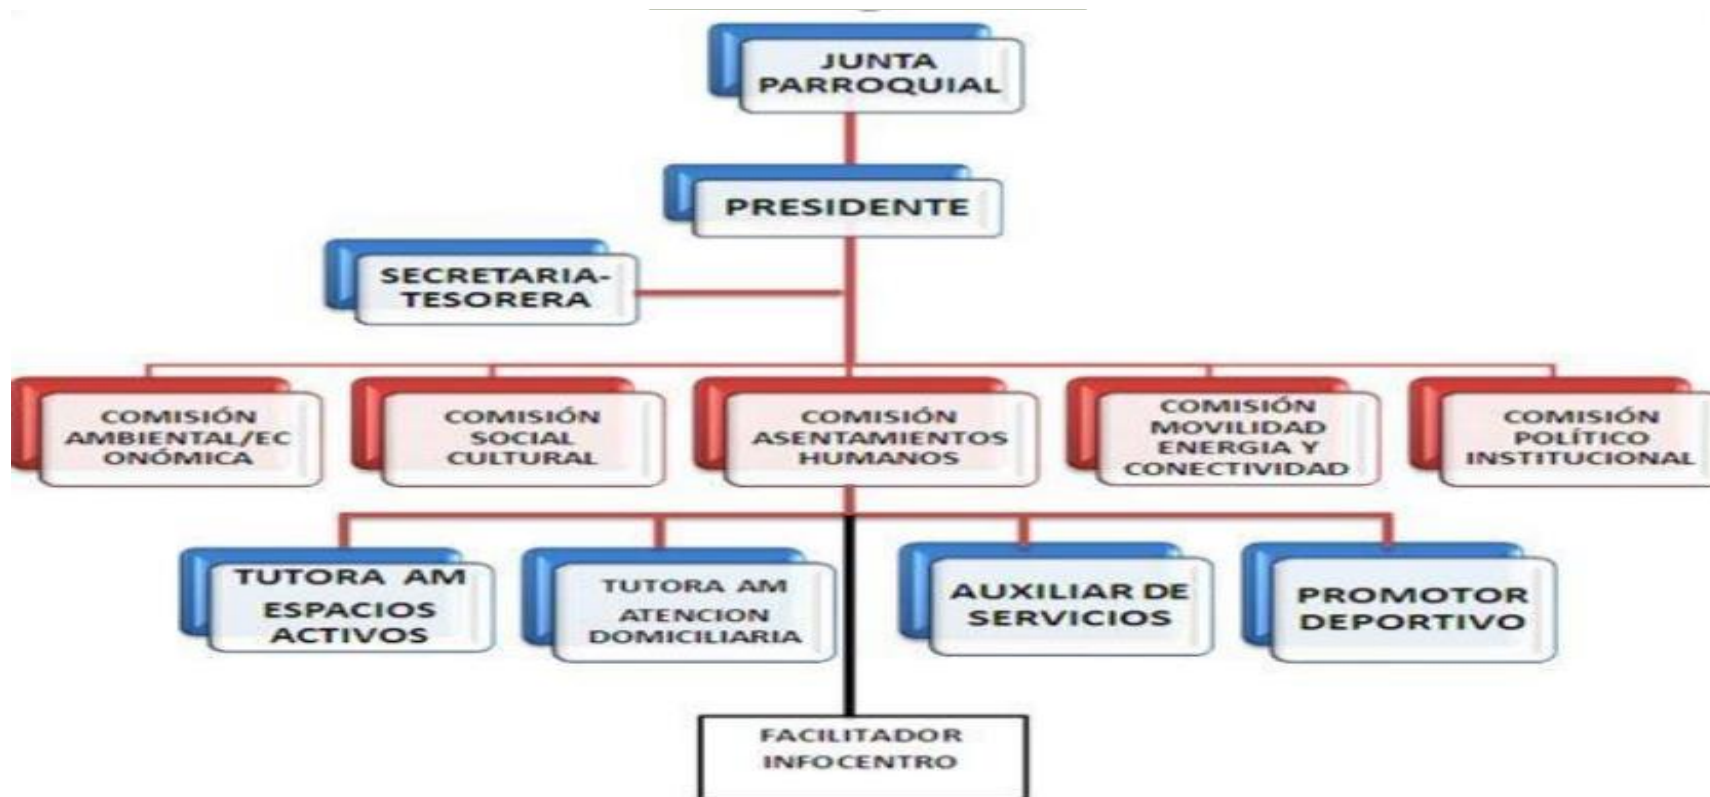 JUNTA
PARROQUIAL
PRESIDENTE
SECRETARIA-
TESORERA
COMISIÓN
AMBIENTAL/EC
ONÓMICA
COMISIÓN
SOCIAL
CULTURAL
COMISIÓN
ASENTAMIENTOS
HUMANOS
COMISIÓN
MOVILIDAD
ENERGIA Y
CONECTIVIDAD
COMISIÓN
POLÍTICO
INSTITUCIONAL
TUTORA AM
ESPACIOS
ACTIVOS
TUTORA AM
ATENCION
DOMICILIARIA
AUXILIAR DE
SERVICIOS
PROMOTOR
DEPORTIVO
FACILITADOR
INFOCENTRO